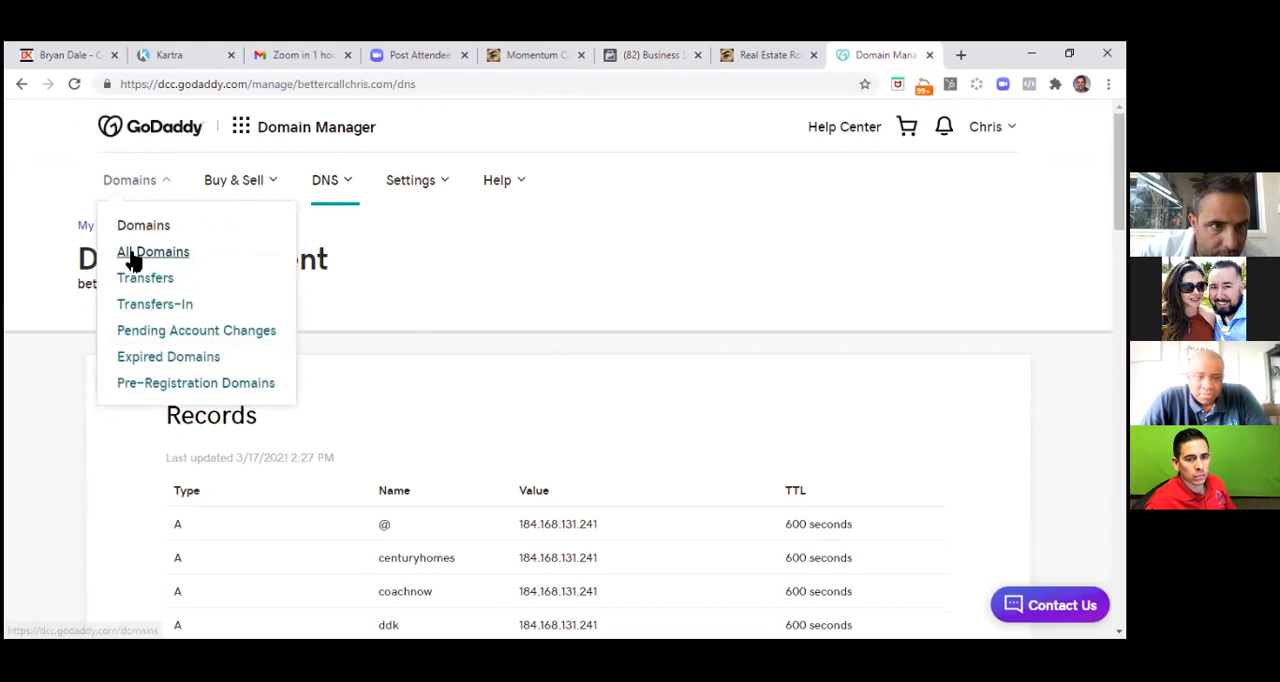 Bryan Dale - C
Kartra
Zoom in 1 hou
Post Attendee
Momentum C
(82) Business S
Real Estate Ro
Domain Mana
https://dcc.godaddy.com/manage/bettercallchris.com/dns
99+
GoDaddy Domain Manager
Help Center
Chris
Domains Buy & Sell DNS Settings Help
My
Domains
All Domains
D nt
bet
Transfers
Transfers-In
Pending Account Changes
Expired Domains
Pre-Registration Domains
Records
Last updated 3/17/2021 2:27 PM
Type Name Value TTL
A @ 184.168.131.241 600 seconds
A centuryhomes 184.168.131.241 600 seconds
A coachnow 184.168.131.241 600 seconds
A ddk 184.168.131.241 600 seconds
Contact Us
https://dcc.godaddy.com/domains